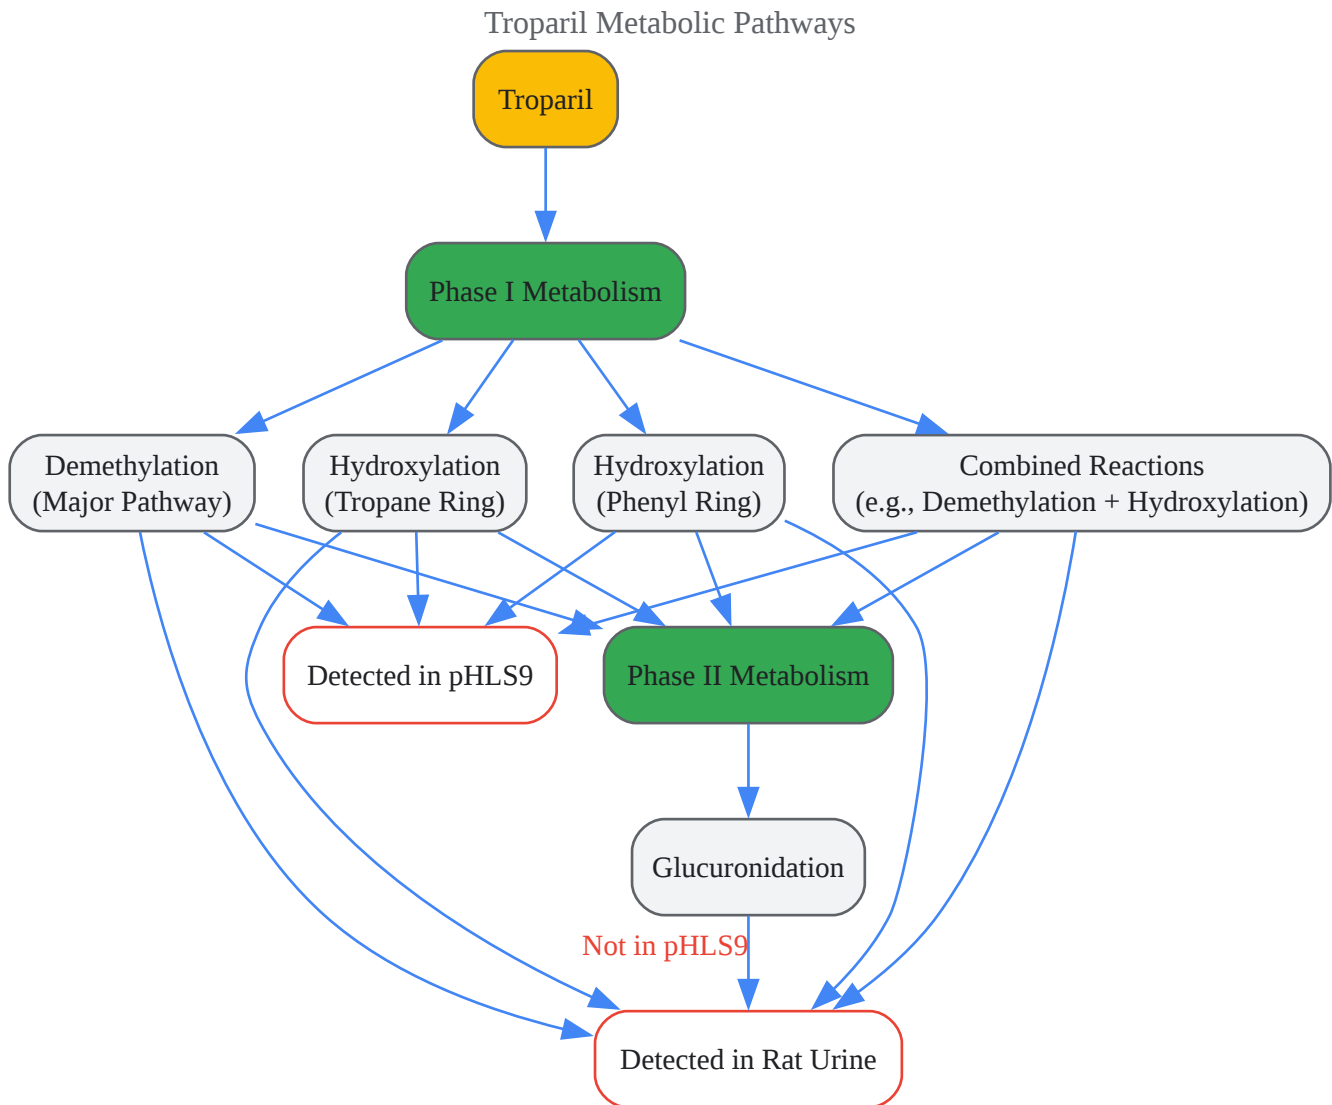 Troparil Metabolic Pathways
Troparil
Phase I Metabolism
Demethylation
(Major Pathway)
Hydroxylation
(Tropane Ring)
Hydroxylation
(Phenyl Ring)
Combined Reactions
(e.g., Demethylation + Hydroxylation)
Detected in pHLS9
Phase II Metabolism
Glucuronidation
Not in pHLS9
Detected in Rat Urine